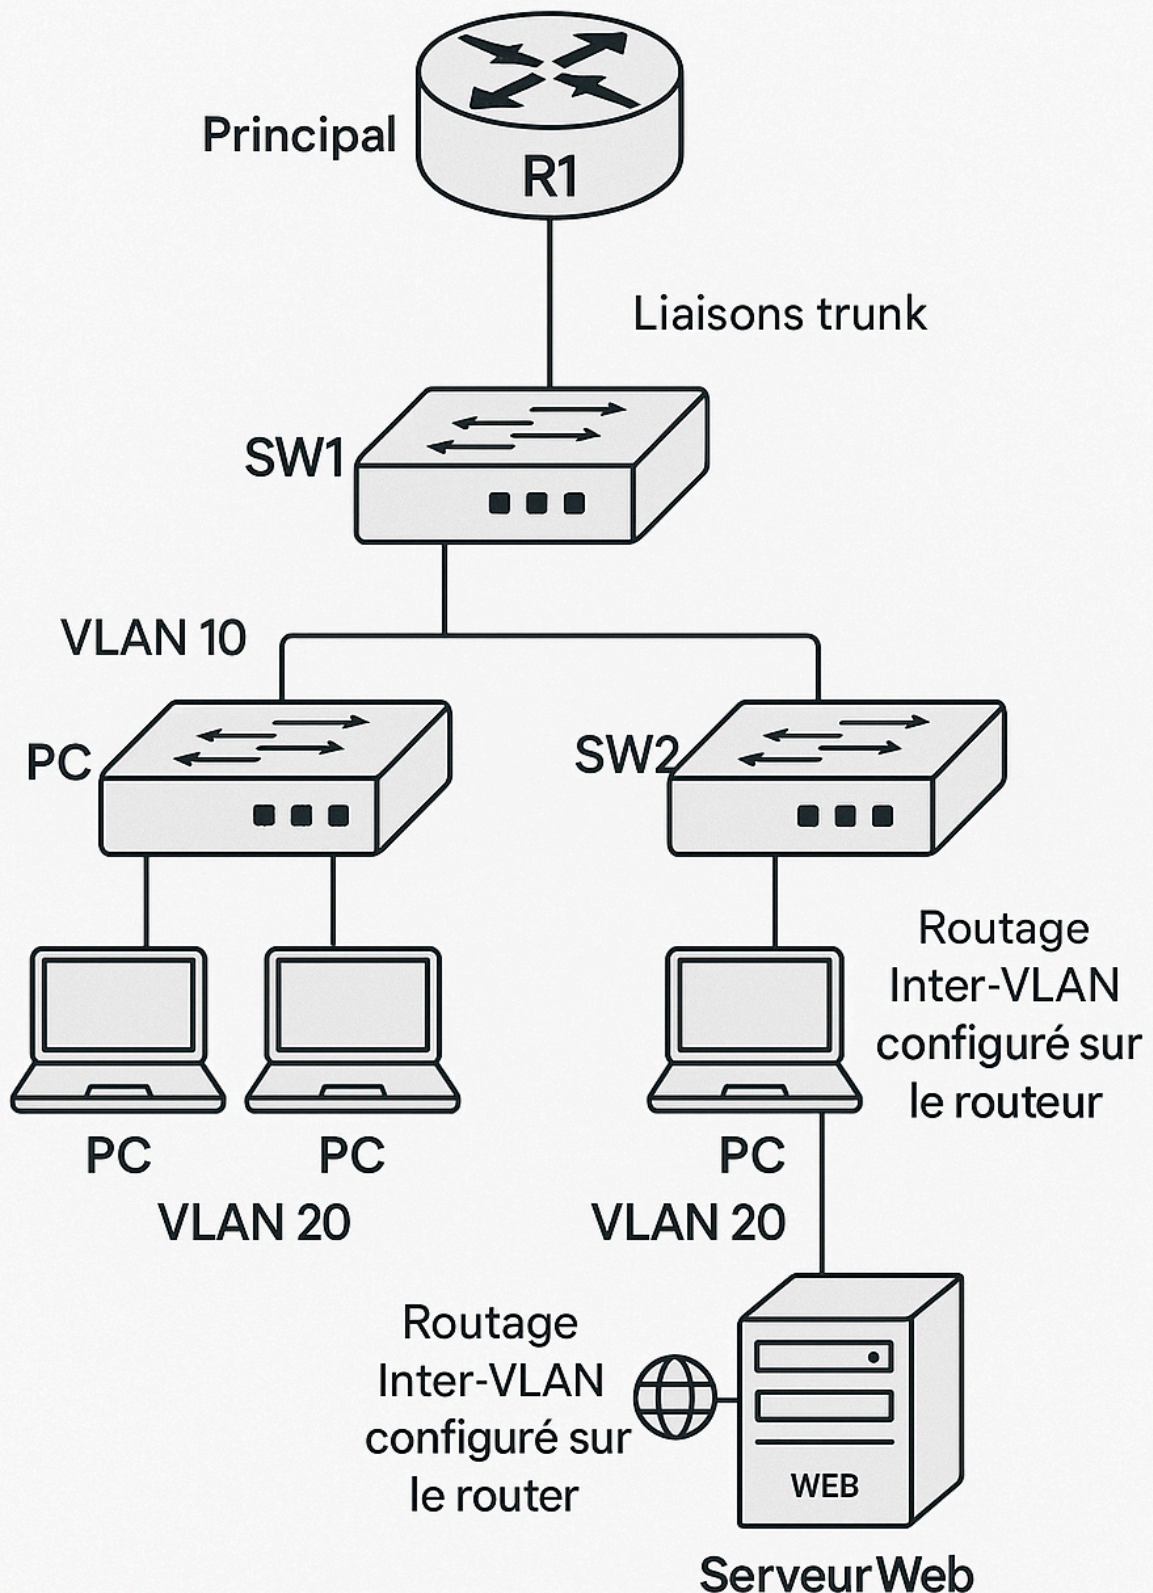 Principal
R1
Liaisons trunk
SW1
VLAN 10
PC
SW2
Routage
Inter-VLAN
configuré sur
le routeur
PC
PC
PC
VLAN 20
VLAN 20
Routage
Inter-VLAN
configuré sur
le router
WEB
Serveur Web